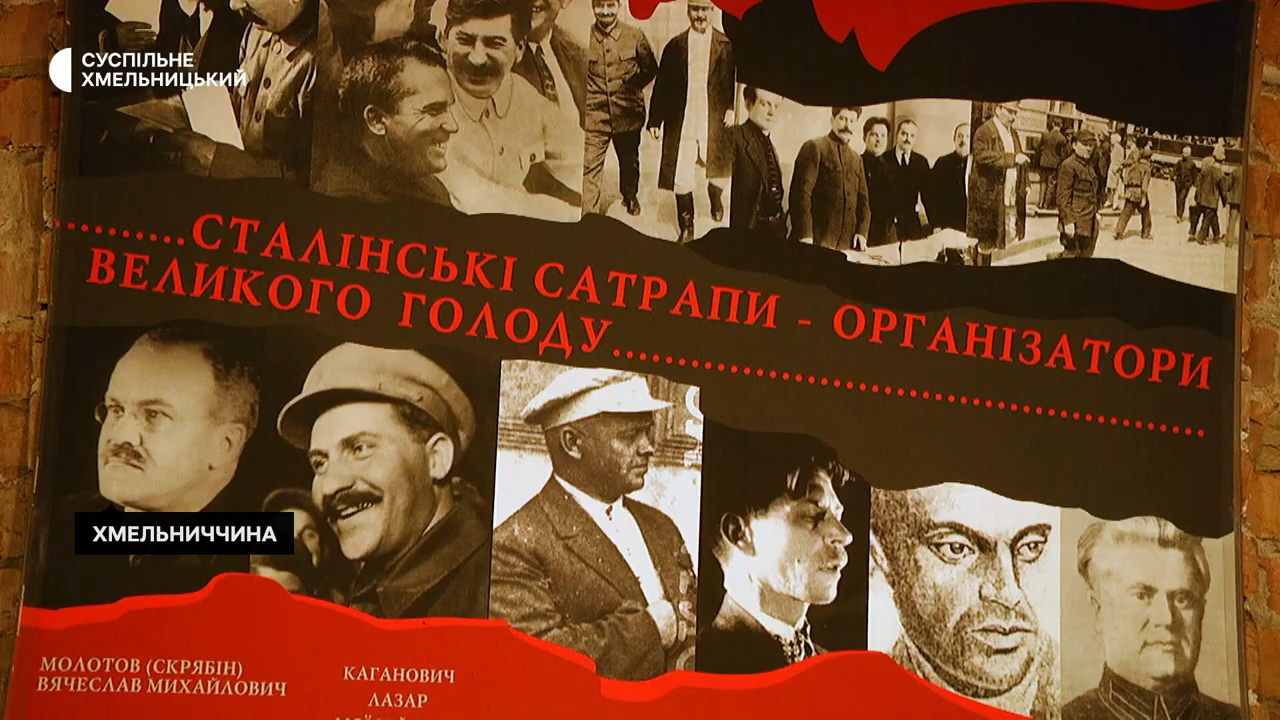 СУСПІЛЬНЕ
ХМЕЛЬНИЦЬКИЙ
..........СТАЛІНСЬКІ САТРАПИ - ОРГАНІЗАТОРИ
ВЕЛИКОГО ГОЛОДУ.............................................
ХМЕЛЬНИЧЧИНА
МОЛОТОВ (СКРЯБІН)
ВЯЧЕСЛАВ МИХАЙЛОВИЧ
КАГАНОВИЧ
ЛАЗАР